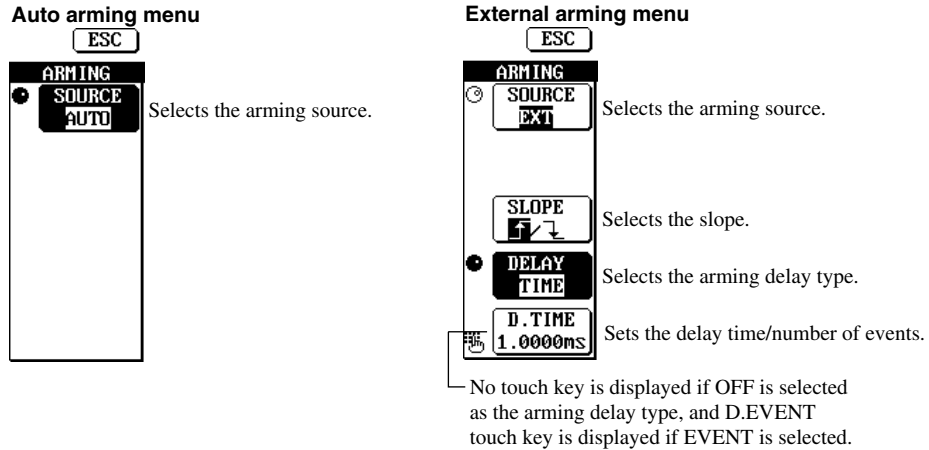 Auto arming menu
ESC
ARMING
SOURCE
AUTO
Selects the arming source.
External arming menu
ESC
ARMING
SOURCE
EXT
Selects the arming source.
SLOPE
↑/↓
Selects the slope.
DELAY
TIME
Selects the arming delay type.
D.TIME
1.0000ms
Sets the delay time/number of events.
No touch key is displayed if OFF is selected
as the arming delay type, and D.EVENT
touch key is displayed if EVENT is selected.